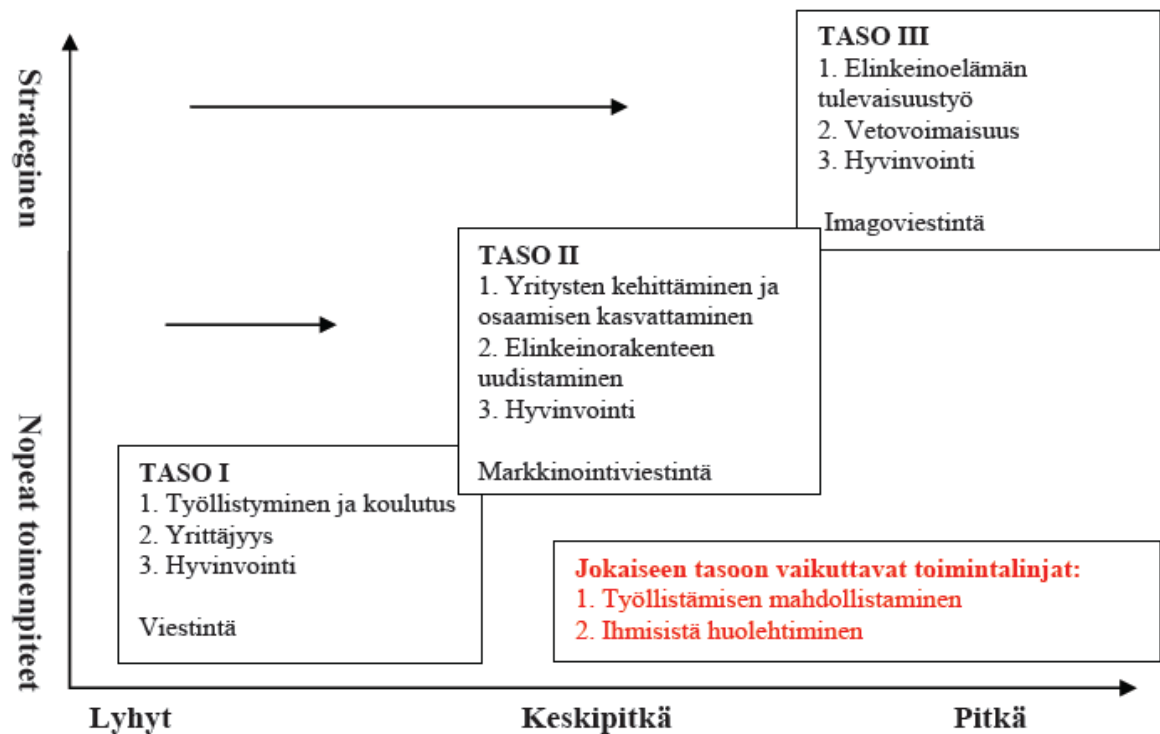 Strateginen
Nopeat toimenpiteet
TASO III
1. Elinkeinoelämän
tulevaisuustyö
2. Vetovoimaisuus
3. Hyvinvointi
Imagoviestintä
TASO II
1. Yritysten kehittäminen ja
osaamisen kasvattaminen
2. Elinkeinorakenteen
uudistaminen
3. Hyvinvointi
Markkinointiviestintä
TASO I
1. Työllistyminen ja koulutus
2. Yrittäjyys
3. Hyvinvointi
Viestintä
Jokaiseen tasoon vaikuttavat toimintalinjat:
1. Työllistämisen mahdollistaminen
2. Ihmisistä huolehtiminen
Lyhyt
Keskipitkä
Pitkä